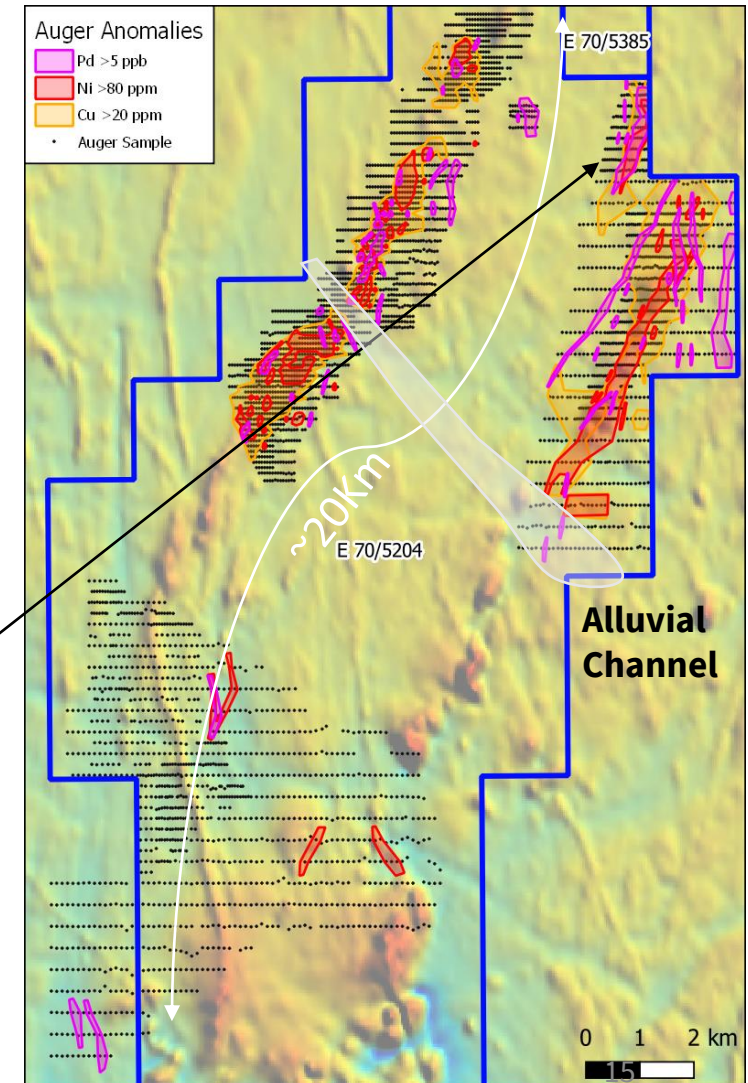 Auger Anomalies
Pd >5 ppb
Ni >80 ppm
Cu >20 ppm
Auger Sample
E 70/5385
~20Km
E 70/5204
Alluvial
Channel
0 1 2 km
15